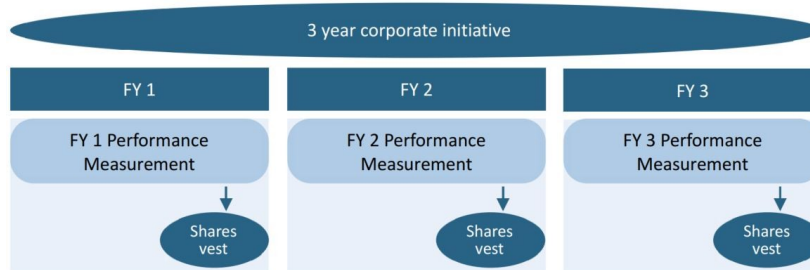 3 year corporate initiative
FY 1
FY 2
FY 3
FY 1 Performance
Measurement
FY 2 Performance
Measurement
FY 3 Performance
Measurement
Shares
vest
Shares
vest
Shares
vest